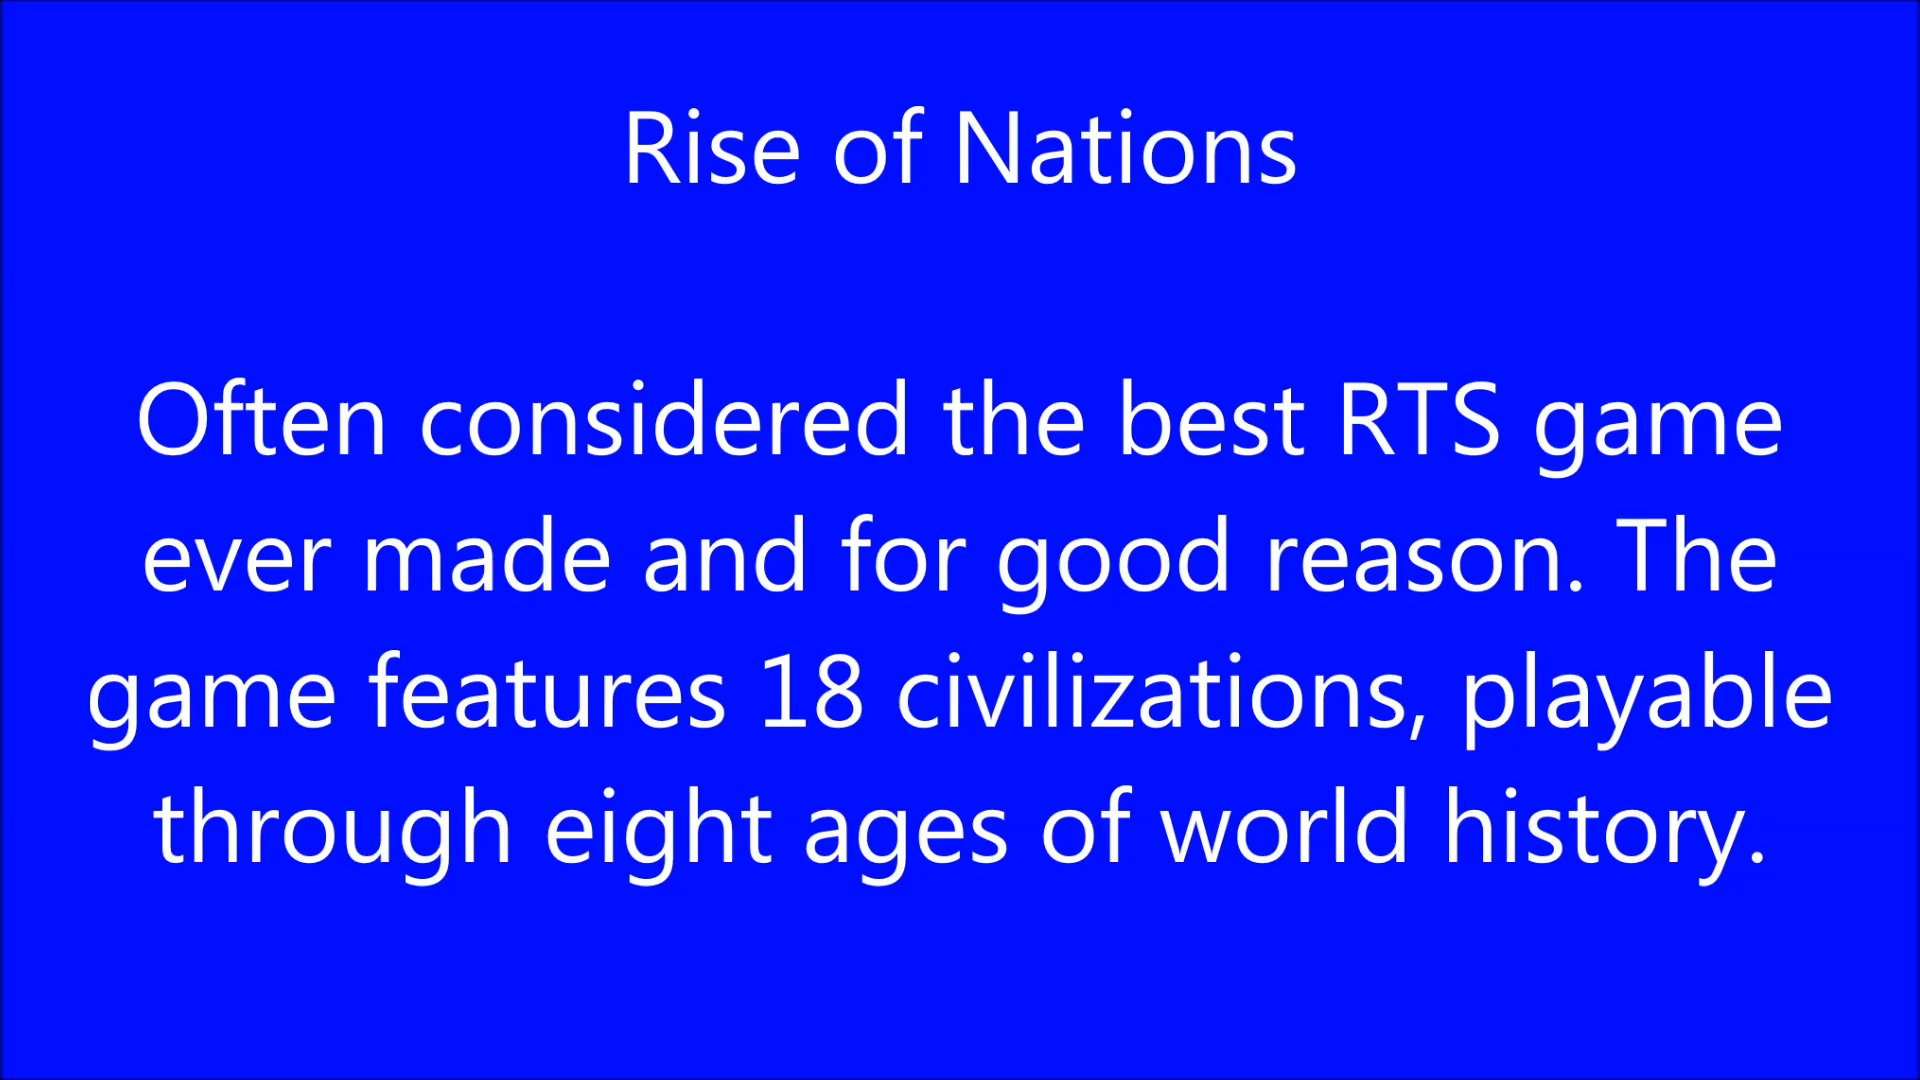 Rise of Nations
Often considered the best RTS game
ever made and for good reason. The
game features 18 civilizations, playable
through eight ages of world history.